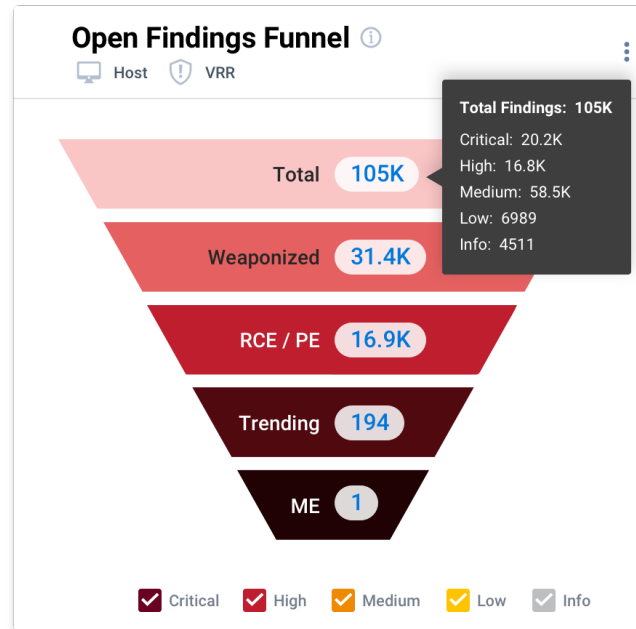 Open Findings Funnel
Host VRR
Total Findings: 105K
Critical: 20.2K
High: 16.8K
Medium: 58.5K
Low: 6989
Info: 4511
Total 105K
Weaponized 31.4K
RCE / PE 16.9K
Trending 194
ME 1
Critical High Medium Low Info